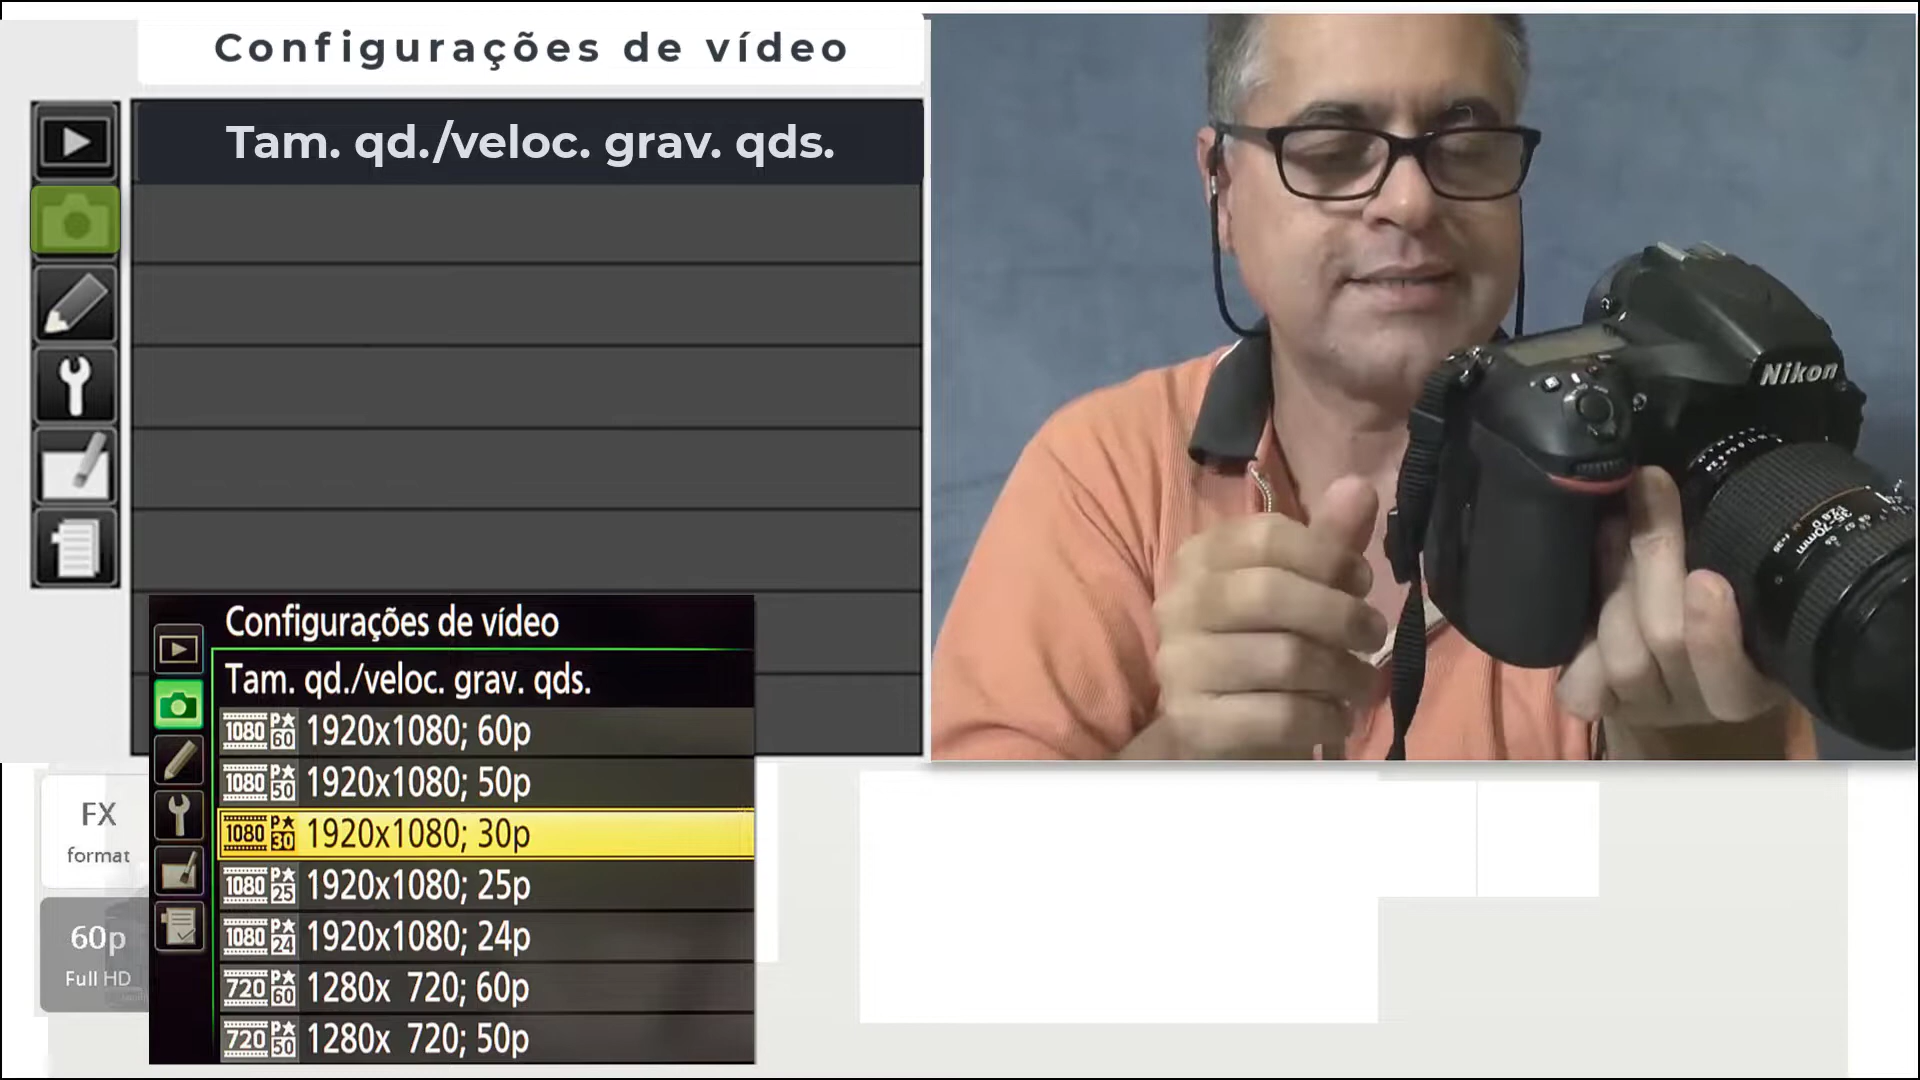 Configurações de vídeo
Tam. qd./veloc. grav. qds.
Nikon
35-70mm
Configurações de vídeo
Tam. qd./veloc. grav. qds.
1080 P★ 60 1920x1080; 60p
1080 P★ 50 1920x1080; 50p
1080 P★ 30 1920x1080; 30p
1080 P★ 25 1920x1080; 25p
1080 P★ 24 1920x1080; 24p
720 P★ 60 1280x 720; 60p
720 P★ 50 1280x 720; 50p
FX
format
60p
Full HD